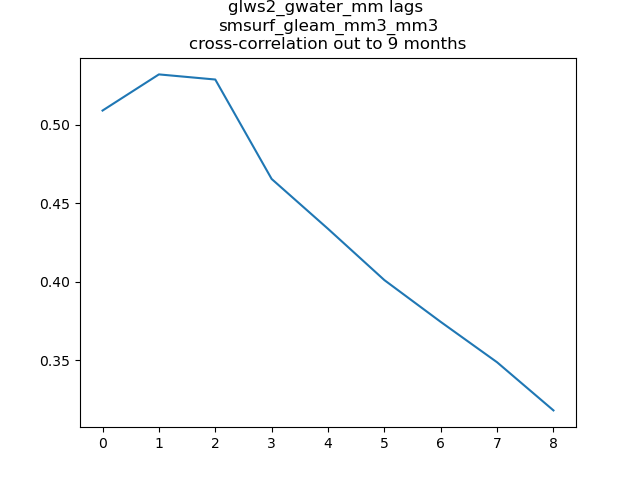 glws2_gwater_mm lags
smsurf_gleam_mm3_mm3
cross-correlation out to 9 months
0.50
0.45
0.40
0.35
0 1 2 3 4 5 6 7 8